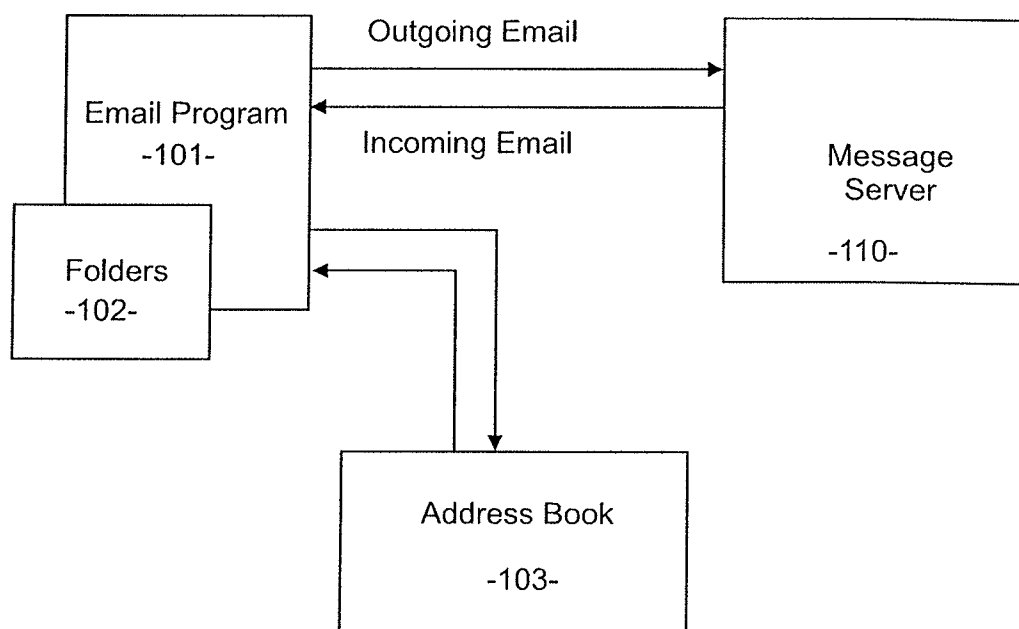 Outgoing Email
Email Program
-101-
Incoming Email
Message
Server
-110-
Folders
-102-
Address Book
-103-